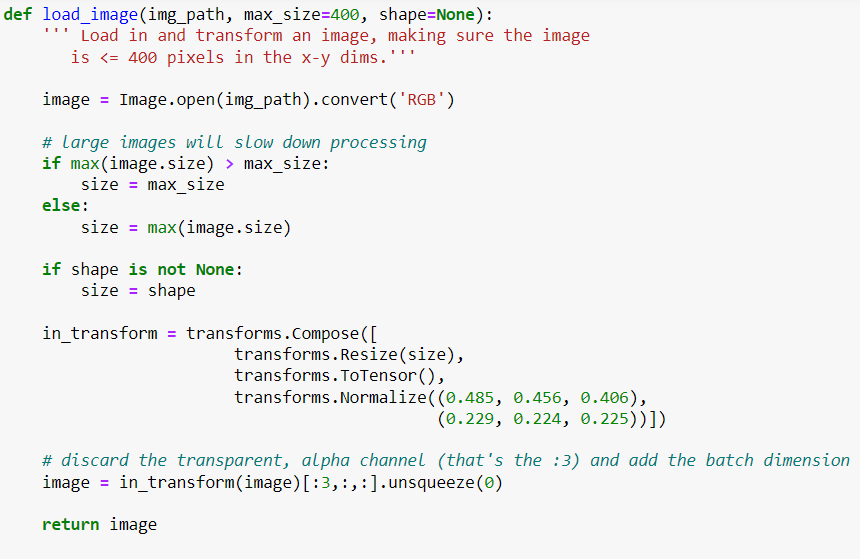 def load_image(img_path, max_size=400, shape=None):
    ''' Load in and transform an image, making sure the image
       is <= 400 pixels in the x-y dims.'''
    image = Image.open(img_path).convert('RGB')
    # large images will slow down processing
    if max(image.size) > max_size:
        size = max_size
    else:
        size = max(image.size)
    if shape is not None:
        size = shape
    in_transform = transforms.Compose([
                        transforms.Resize(size),
                        transforms.ToTensor(),
                        transforms.Normalize((0.485, 0.456, 0.406),
                                             (0.229, 0.224, 0.225))])
    # discard the transparent, alpha channel (that's the :3) and add the batch dimension
    image = in_transform(image)[:3,:,:].unsqueeze(0)
    return image